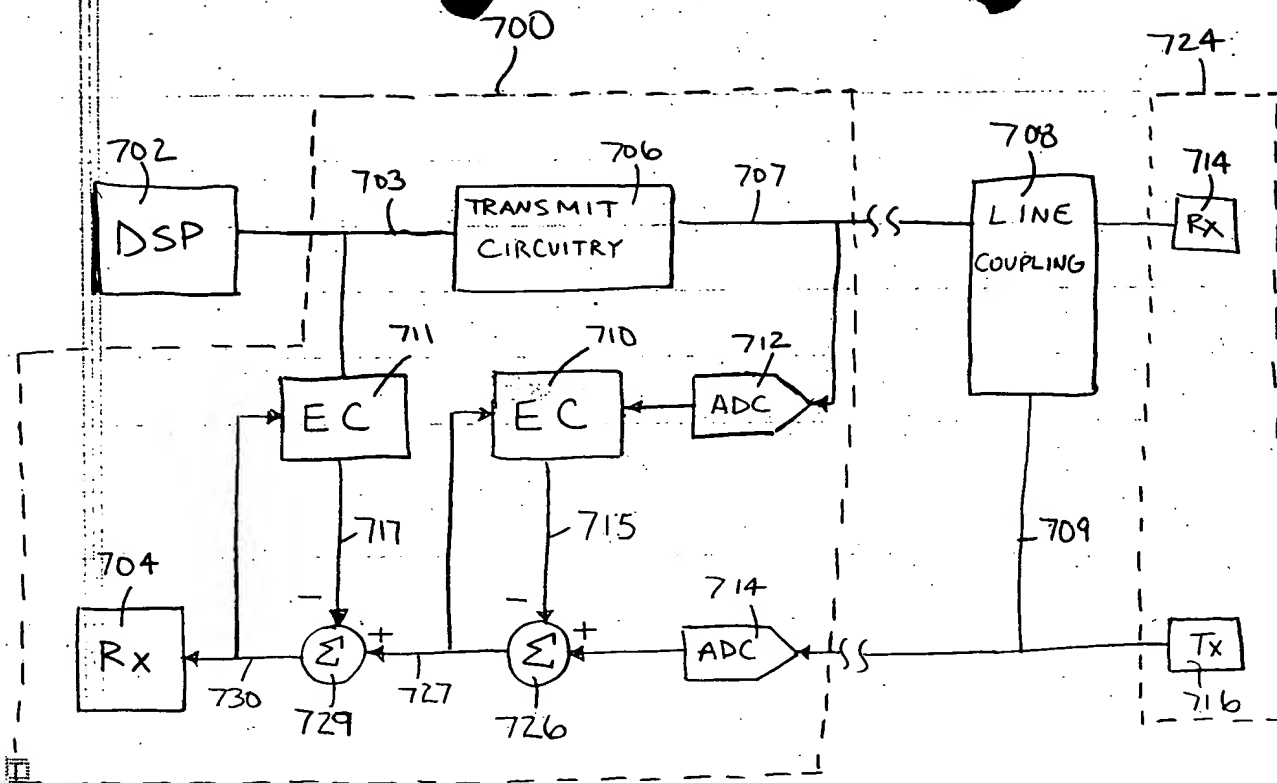 700
724
702
703
706
707
708
714
DSP
TRANSMIT
CIRCUITRY
LINE
COUPLING
RX
711
710
712
EC
EC
ADC
717
715
709
704
714
−
−
RX
Σ
+
Σ
+
ADC
TX
730
729
727
726
716